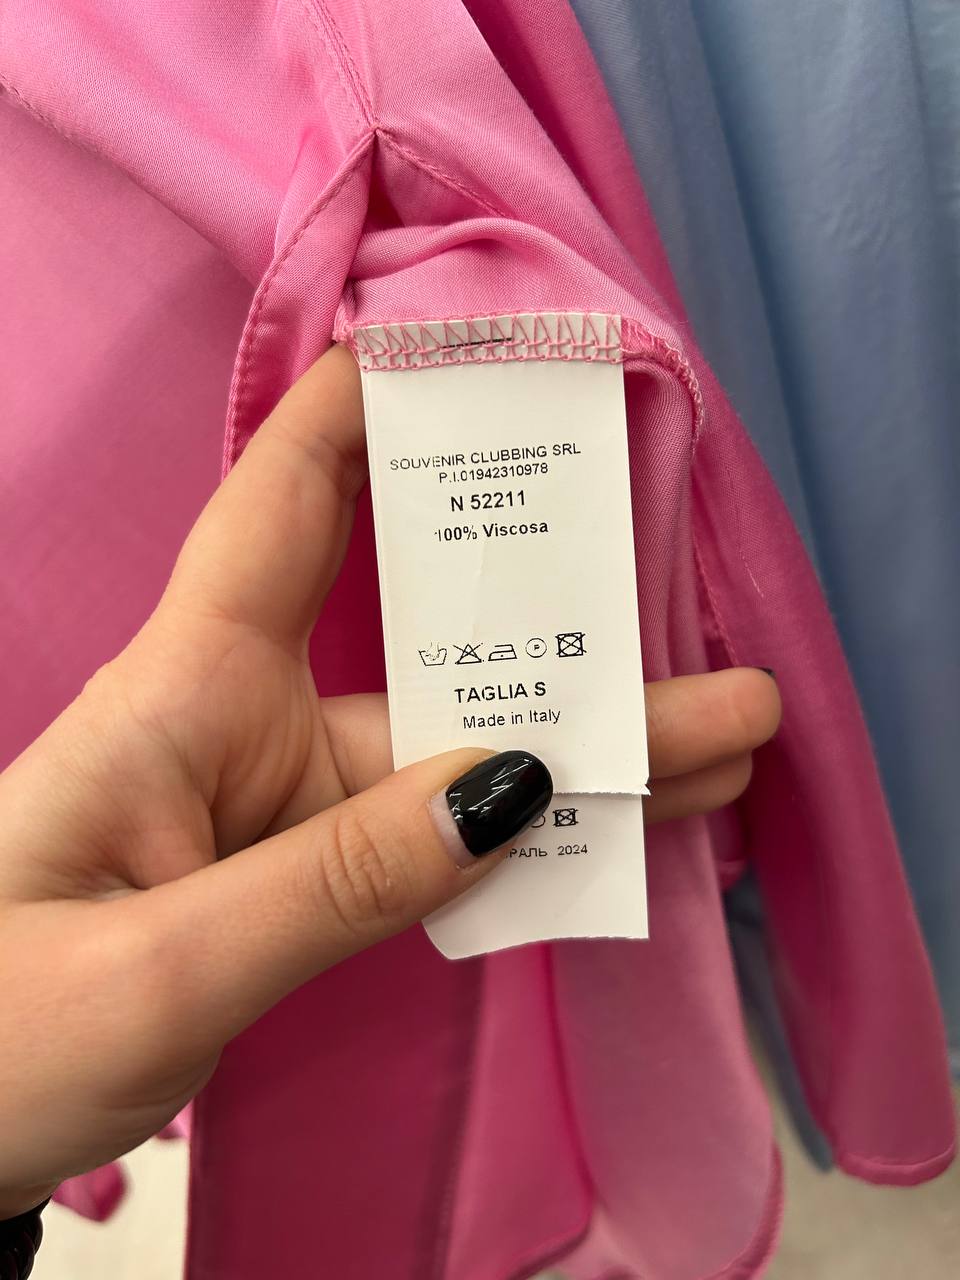 SOUVENIR CLUBBING SRL
P.I.01942310978
N 52211
100% Viscosa
P
TAGLIA S
Made in Italy
2024